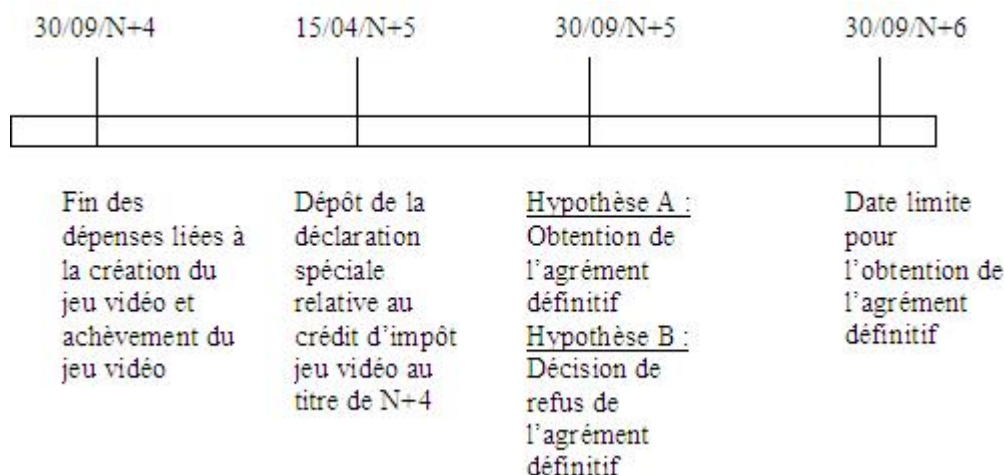 30/09/N+4
15/04/N+5
30/09/N+5
30/09/N+6
Fin des
dépenses liées à
la création du
jeu vidéo et
achèvement du
jeu vidéo
Dépôt de la
déclaration
spéciale
relative au
crédit d’impôt
jeu vidéo au
titre de N+4
Hypothèse A :
Obtention de
l’agrément
définitif
Hypothèse B :
Décision de
refus de
l’agrément
définitif
Date limite
pour
l’obtention de
l’agrément
définitif